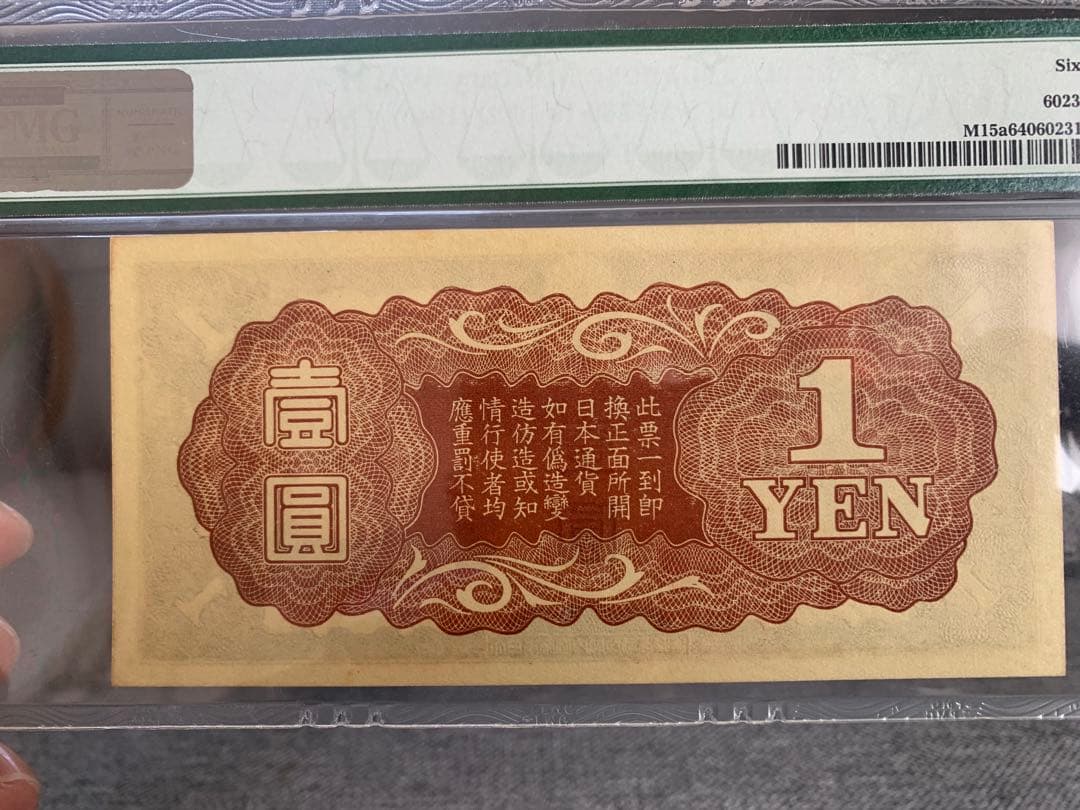 Six
6023
M15a64060231
MG
壹圓
此票一到即
換正面所開
日本通貨
如有僞造變
造仿造或知
情行使者均
應重罰不貸
1
YEN